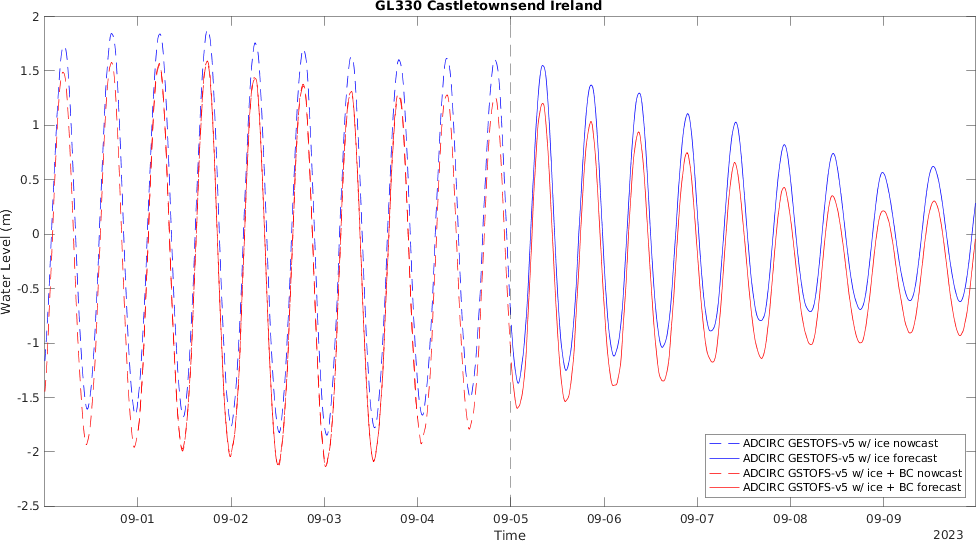 GL330 Castletownsend Ireland
2
1.5
1
0.5
0
-0.5
-1
-1.5
-2
-2.5
Water Level (m)
ADCIRC GESTOFS-v5 w/ ice nowcast
ADCIRC GESTOFS-v5 w/ ice forecast
ADCIRC GSTOFS-v5 w/ ice + BC nowcast
ADCIRC GSTOFS-v5 w/ ice + BC forecast
09-01 09-02 09-03 09-04 09-05 09-06 09-07 09-08 09-09
Time
2023